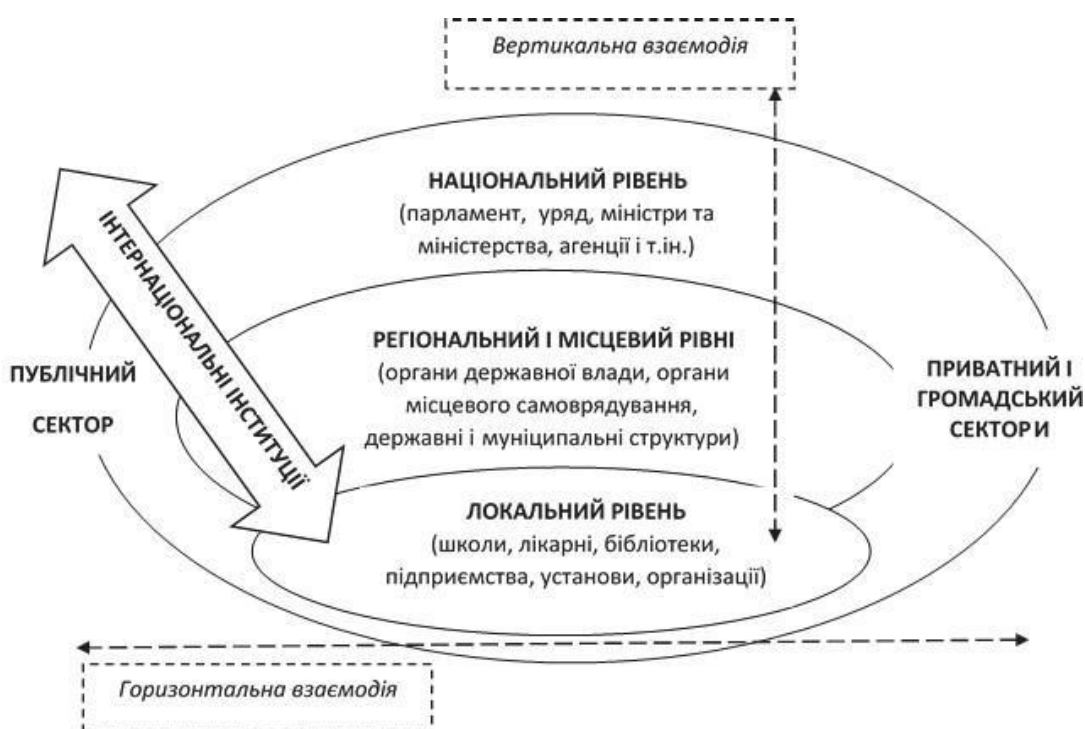 Вертикальна взаємодія
НАЦІОНАЛЬНИЙ РІВЕНЬ
(парламент, уряд, міністри та
міністерства, агенції і т.ін.)
ІНТЕРНАЦІОНАЛЬНІ ІНСТИТУЦІЇ
РЕГІОНАЛЬНИЙ І МІСЦЕВИЙ РІВНІ
(органи державної влади, органи
місцевого самоврядування,
державні і муніципальні структури)
ПУБЛІЧНИЙ
СЕКТОР
ПРИВАТНИЙ І
ГРОМАДСЬКИЙ
СЕКТОРИ
ЛОКАЛЬНИЙ РІВЕНЬ
(школи, лікарні, бібліотеки,
підприємства, установи, організації)
Горизонтальна взаємодія